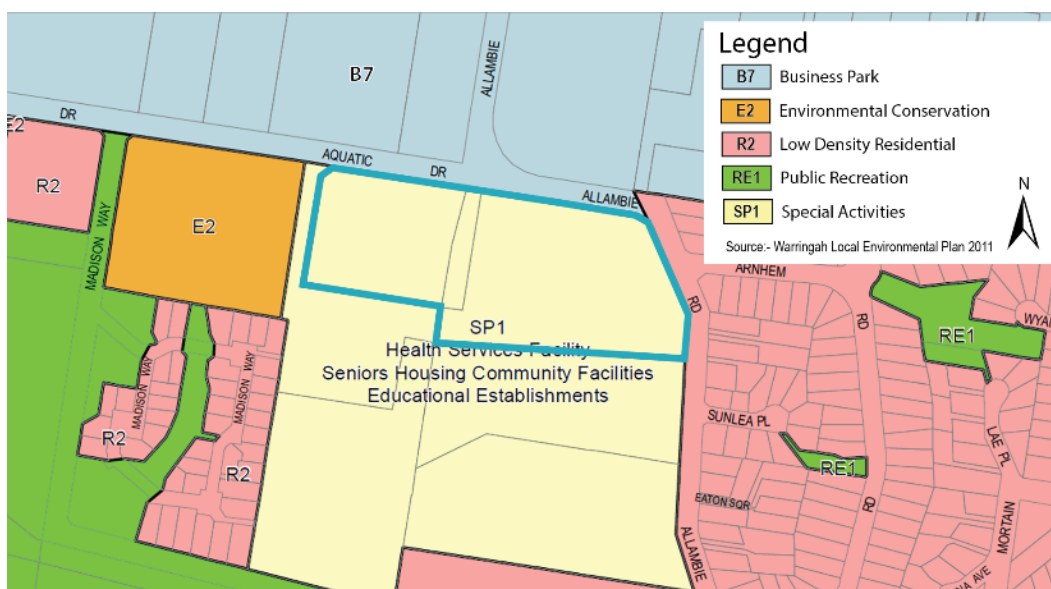 B7
ALLAMBIE
Legend
B7 Business Park
E2 Environmental Conservation
R2 Low Density Residential
RE1 Public Recreation
SP1 Special Activities
Source:- Warringah Local Environmental Plan 2011
N
DR
E2
AQUATIC
DR
ALLAMBIE
R2
MADISON WAY
E2
RD
ARNHEM
RD
RE1
SP1
Health Services Facility
Seniors Housing Community Facilities
Educational Establishments
MADISON WAY
MADISON WAY
R2
R2
SUNLEA PL
RE1
LAE PL
EATON SQR
RD
MORTAIN
ALLAMBIE
AVE